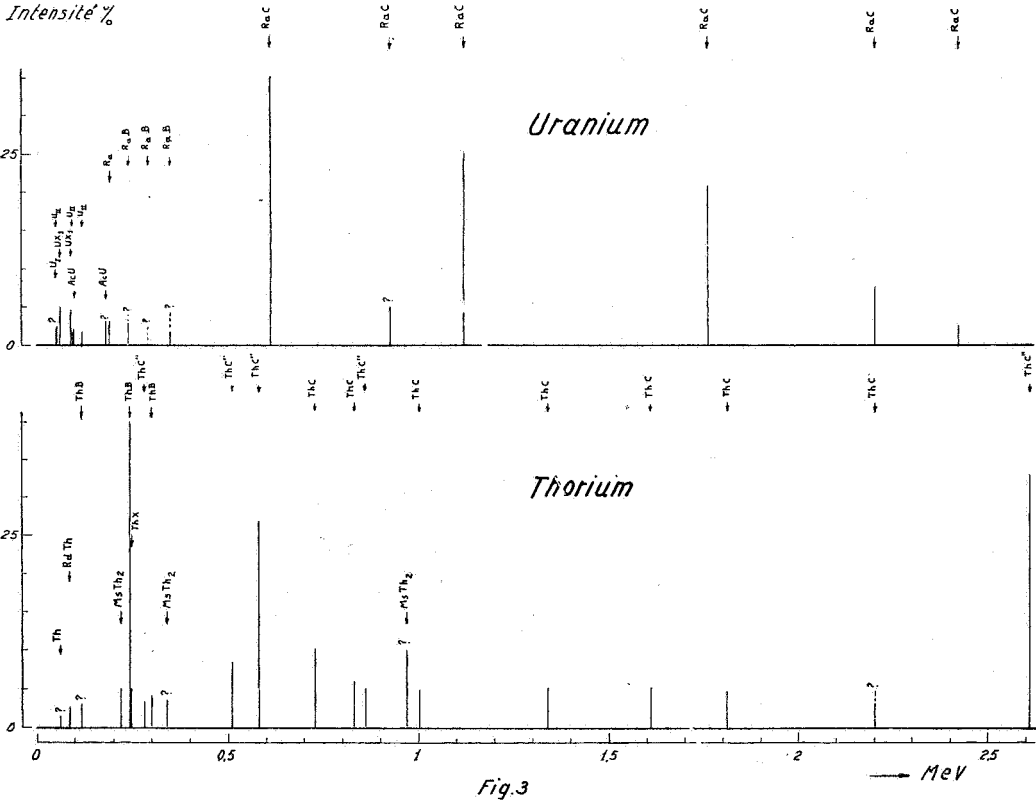 Intensité %
RaC
RaC
RaC
RaC
RaC
RaC
Uranium
25
Ra
RaB
RaB
RaB
UII
UX1
UII
UII
UI
UX1
AcU
AcU
?
?
?
?
?
?
0
ThB
ThB
ThC"
ThB
ThC"
ThC"
ThC
ThC
ThC"
ThC
ThC
ThC
ThC
ThC
ThC"
Thorium
25
Th
RdTh
MsTh2
ThX
MsTh2
MsTh2
?
?
?
?
?
0
0 0,5 1 1,5 2 2,5
MeV
Fig.3